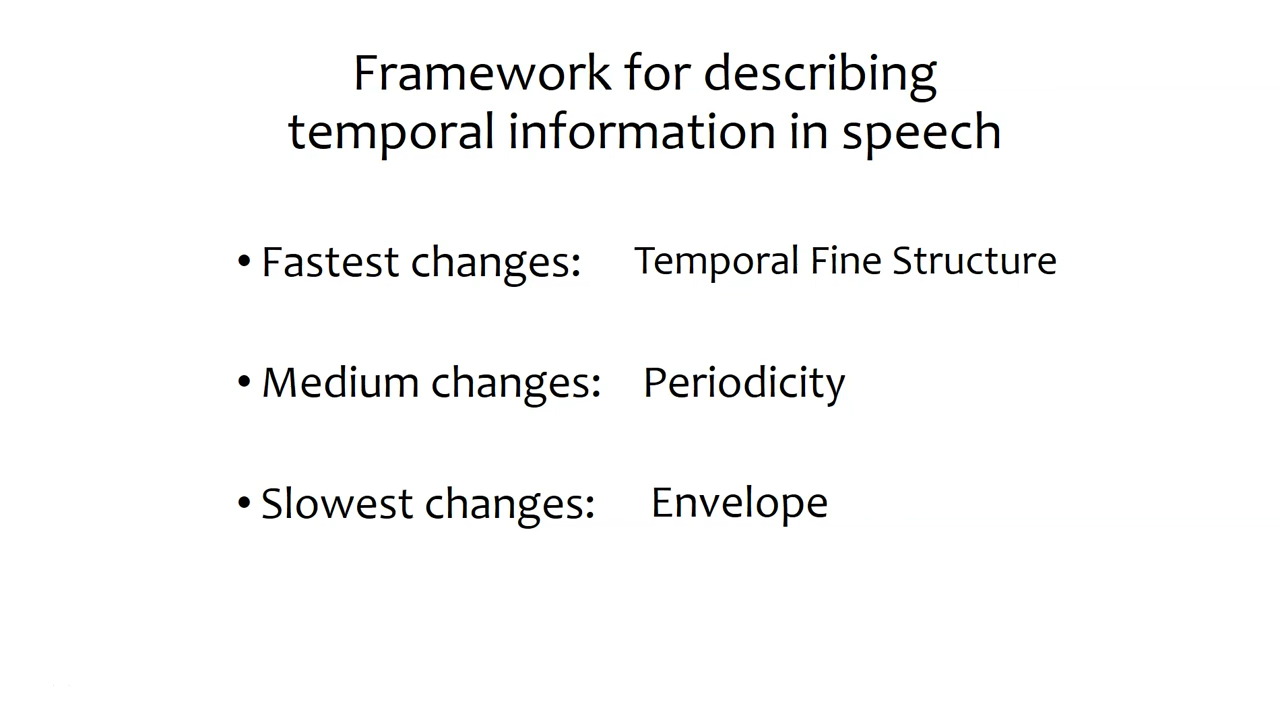 Framework for describing
temporal information in speech
• Fastest changes: Temporal Fine Structure
• Medium changes: Periodicity
• Slowest changes: Envelope